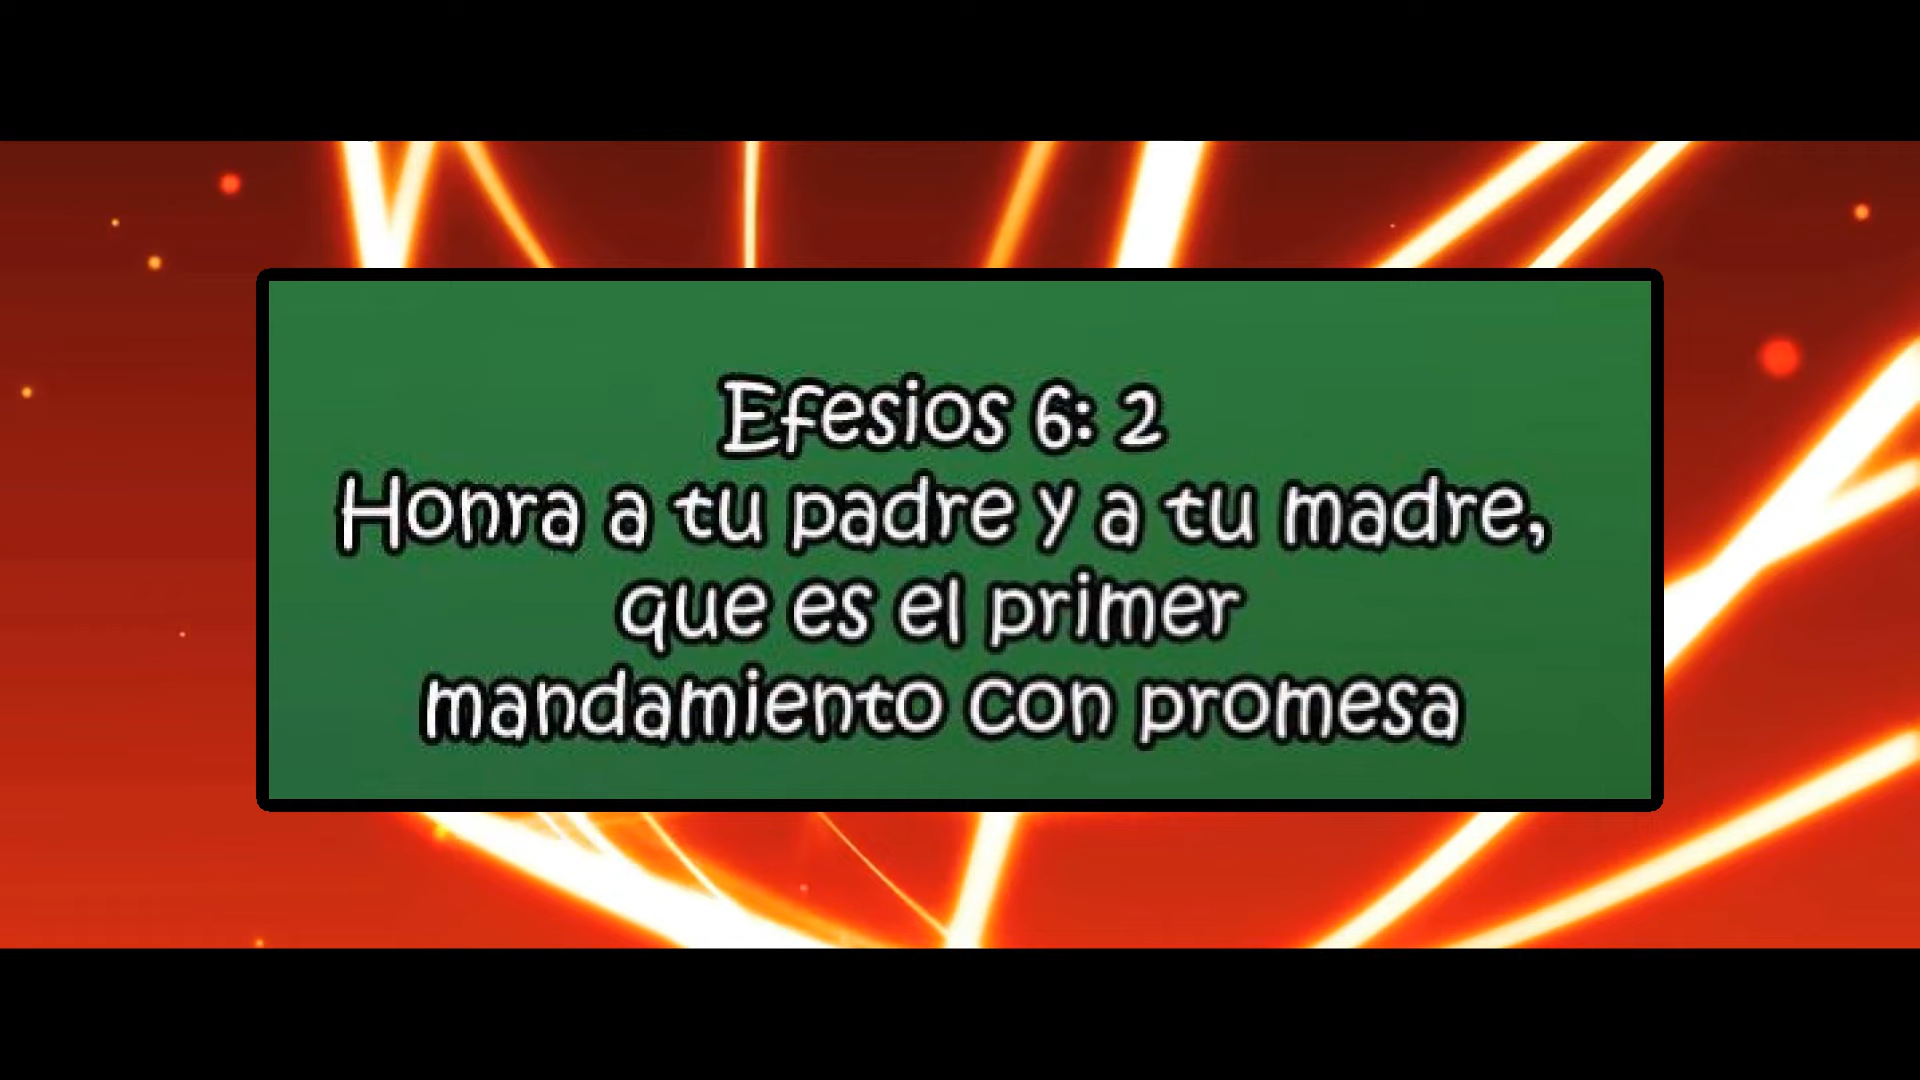 Efesios 6: 2
Honra a tu padre y a tu madre,
que es el primer
mandamiento con promesa